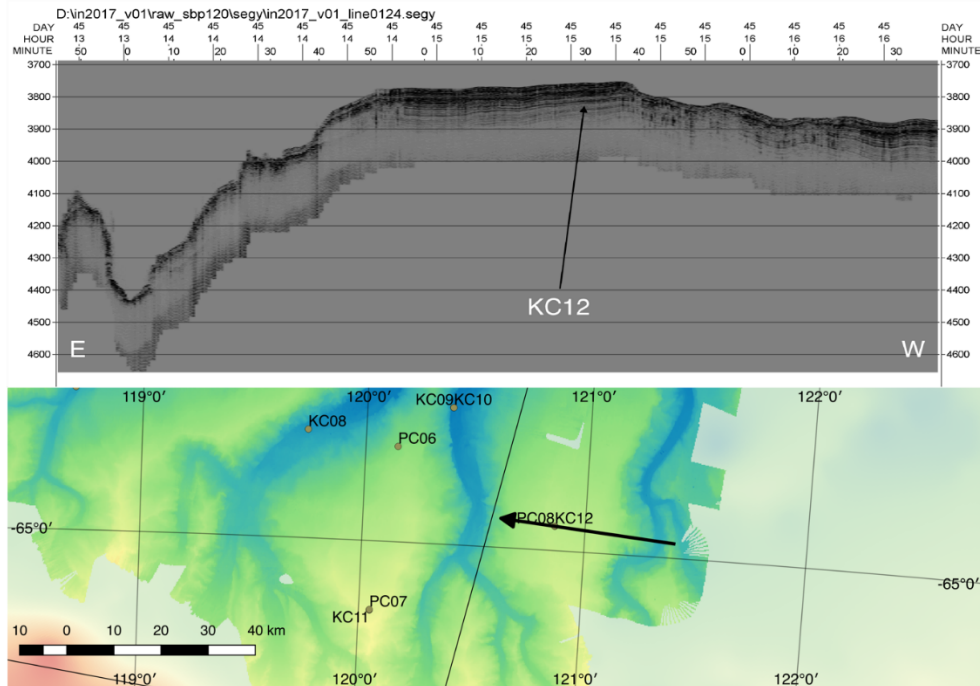 D:\in2017_v01\raw_sbp120\segy\in2017_v01_line0124.segy
DAY 45 45 45 45 45 45 45 45 45 45 45 45 45 45 45 45 45 DAY
HOUR 13 13 14 14 14 14 14 14 15 15 15 15 15 15 16 16 16 16 HOUR
MINUTE 50 0 10 20 30 40 50 0 10 20 30 40 50 0 10 20 30 MINUTE
3700 3700
3800 3800
3900 3900
4000 4000
4100 4100
4200 4200
4300 4300
4400 4400
KC12
4500 4500
4600 E W 4600
119°0' 120°0' 121°0' 122°0'
KC09KC10
KC08
PC06
PC08KC12
-65°0'
-65°0'
PC07
KC11
10 0 10 20 30 40 km
119°0' 120°0' 121°0' 122°0'